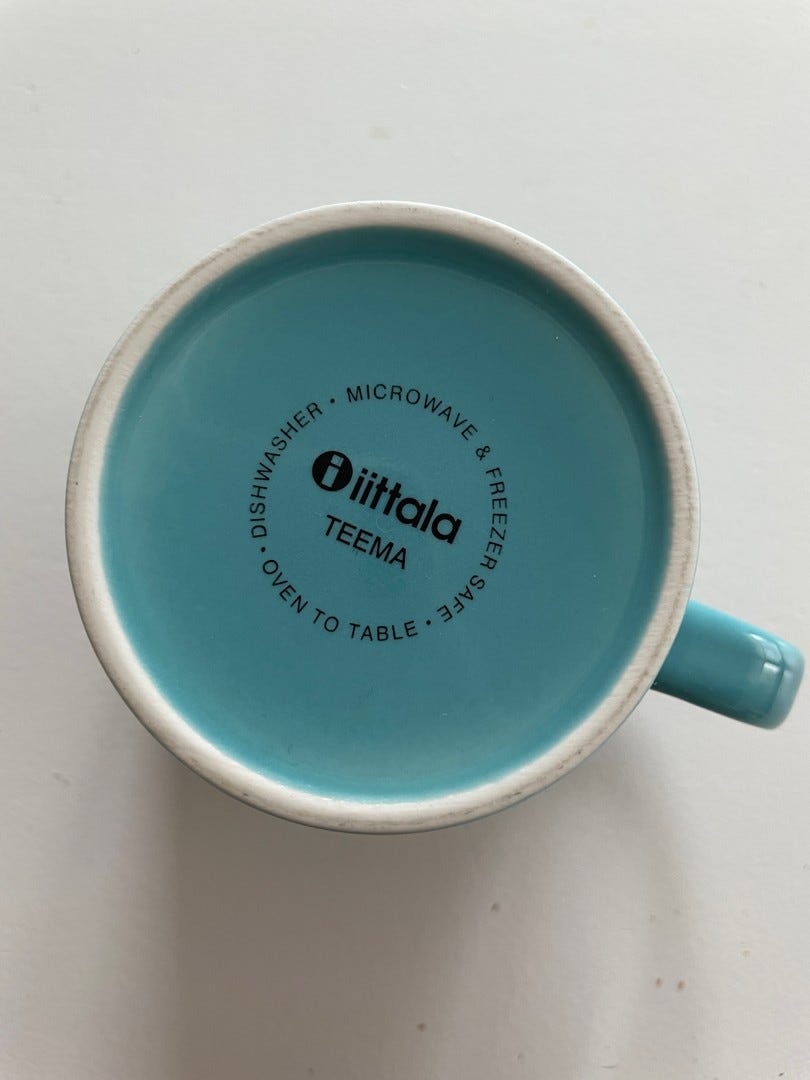 DISHWASHER • MICROWAVE & FREEZER SAFE • OVEN TO TABLE •
i iittala
TEEMA